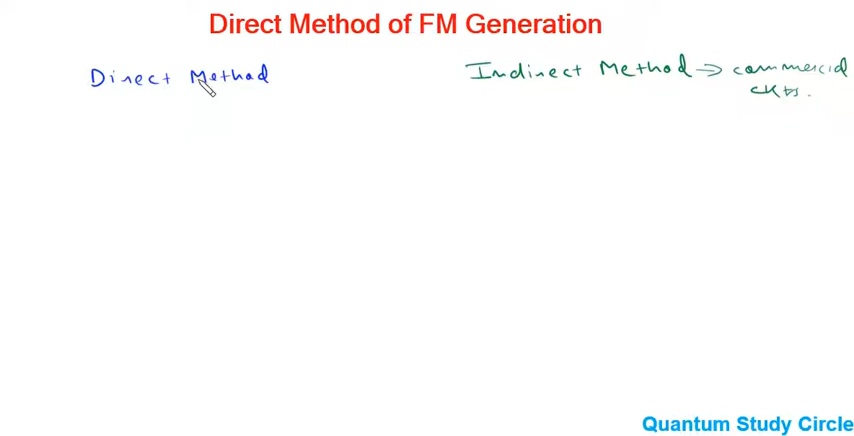 Direct Method of FM Generation
Direct Method
Indirect Method ⇒ commercial
ckts.
Quantum Study Circle